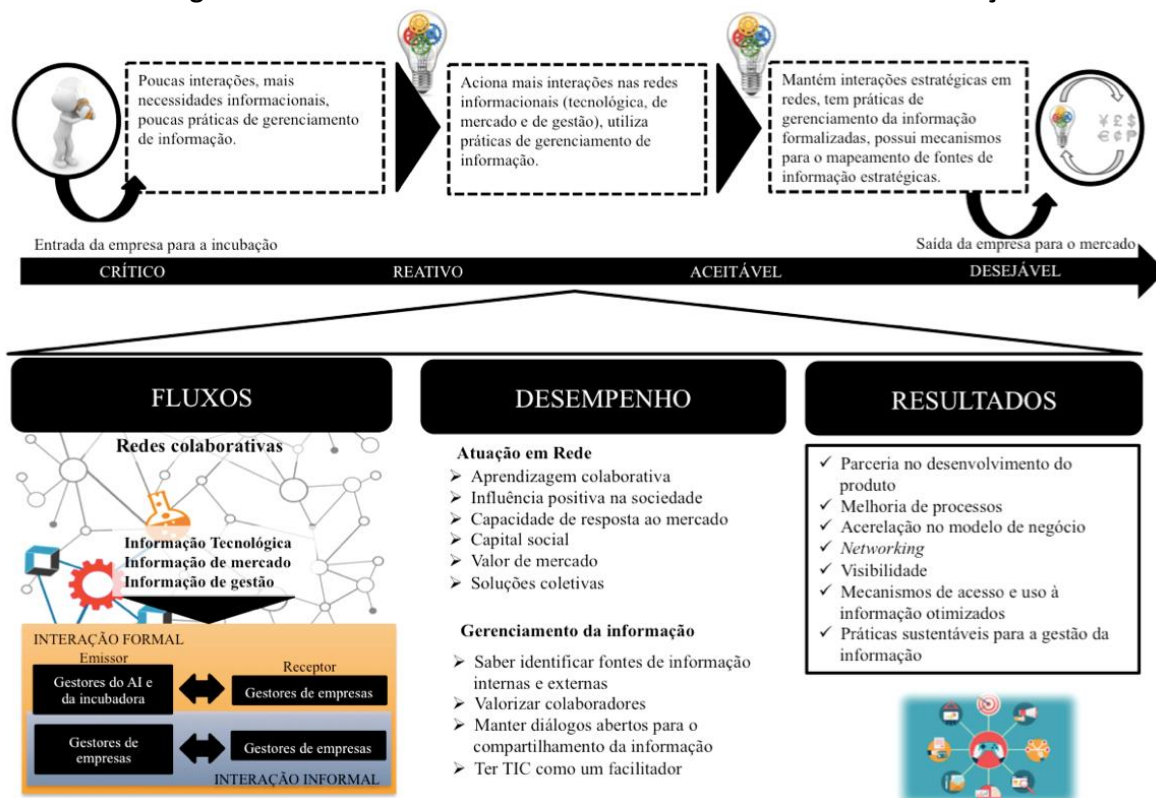 Poucas interações, mais
necessidades informacionais,
poucas práticas de gerenciamento
de informação.
Aciona mais interações nas redes
informacionais (tecnológica, de
mercado e de gestão), utiliza
práticas de gerenciamento de
informação.
Mantém interações estratégicas em
redes, tem práticas de
gerenciamento da informação
formalizadas, possui mecanismos
para o mapeamento de fontes de
informação estratégicas.
¥ £ $
€ ¢ ₱
Entrada da empresa para a incubação
Saída da empresa para o mercado
CRÍTICO REATIVO ACEITÁVEL DESEJÁVEL
FLUXOS
Redes colaborativas
Informação Tecnológica
Informação de mercado
Informação de gestão
INTERAÇÃO FORMAL
Emissor
Receptor
Gestores do AI e
da incubadora
Gestores de empresas
Gestores de
empresas
Gestores de empresas
INTERAÇÃO INFORMAL
DESEMPENHO
Atuação em Rede
➢ Aprendizagem colaborativa
➢ Influência positiva na sociedade
➢ Capacidade de resposta ao mercado
➢ Capital social
➢ Valor de mercado
➢ Soluções coletivas
Gerenciamento da informação
➢ Saber identificar fontes de informação
internas e externas
➢ Valorizar colaboradores
➢ Manter diálogos abertos para o
compartilhamento da informação
➢ Ter TIC como um facilitador
RESULTADOS
✓ Parceria no desenvolvimento do
produto
✓ Melhoria de processos
✓ Acerelação no modelo de negócio
✓ Networking
✓ Visibilidade
✓ Mecanismos de acesso e uso à
informação otimizados
✓ Práticas sustentáveis para a gestão da
informação